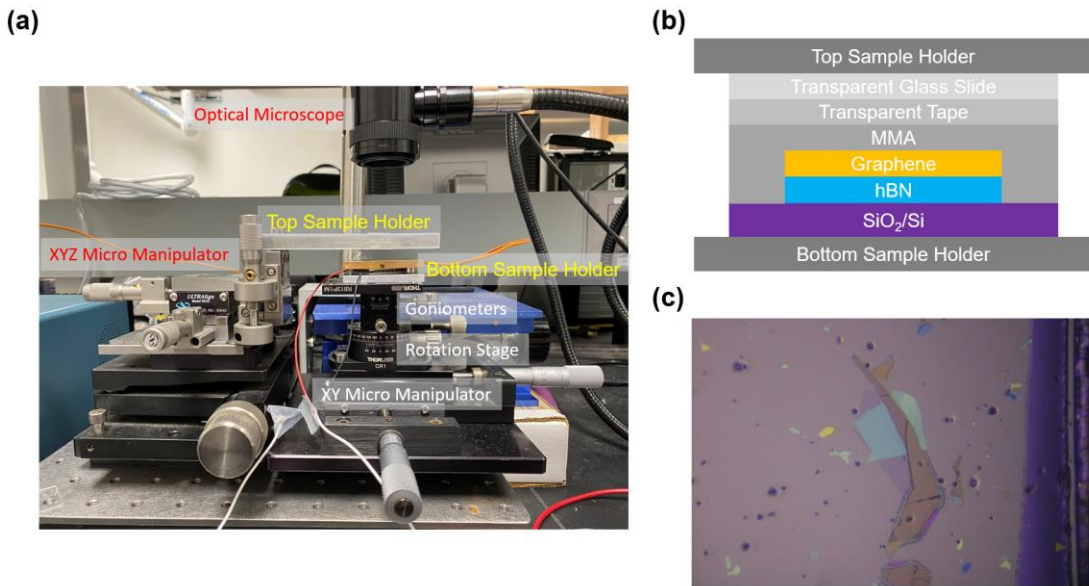 (a)
Optical Microscope
Top Sample Holder
XYZ Micro Manipulator
Bottom Sample Holder
Goniometers
Rotation Stage
CR1
XY Micro Manipulator
(b)
Top Sample Holder
Transparent Glass Slide
Transparent Tape
MMA
Graphene
hBN
SiO₂/Si
Bottom Sample Holder
(c)